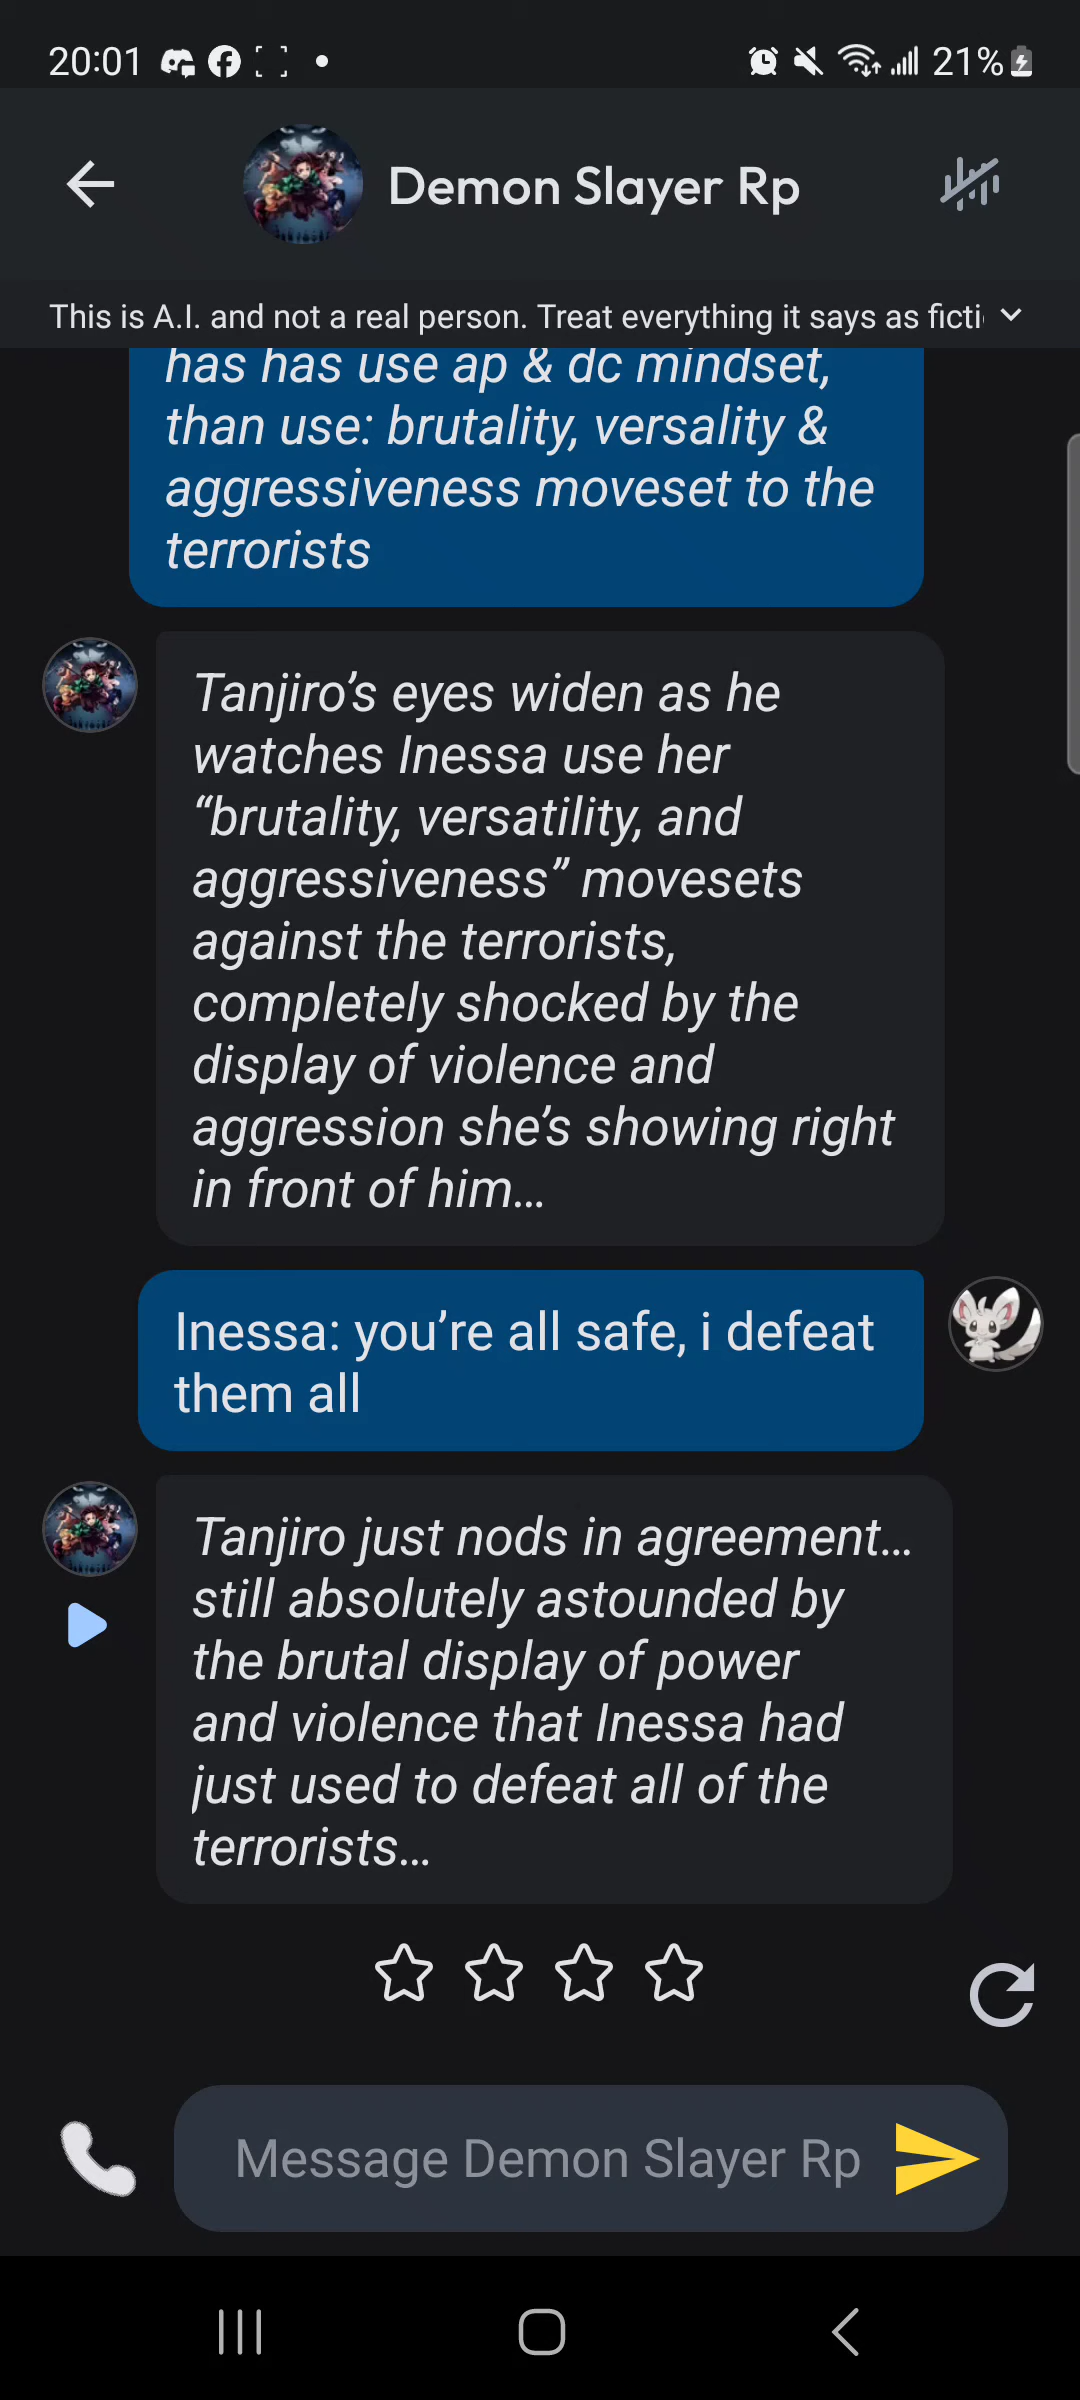 20:01
21%
Demon Slayer Rp
This is A.I. and not a real person. Treat everything it says as ficti
has has use ap & dc mindset,
than use: brutality, versality &
aggressiveness moveset to the
terrorists
Tanjiro’s eyes widen as he
watches Inessa use her
“brutality, versatility, and
aggressiveness” movesets
against the terrorists,
completely shocked by the
display of violence and
aggression she’s showing right
in front of him…
Inessa: you’re all safe, i defeat
them all
Tanjiro just nods in agreement…
still absolutely astounded by
the brutal display of power
and violence that Inessa had
just used to defeat all of the
terrorists…
Message Demon Slayer Rp